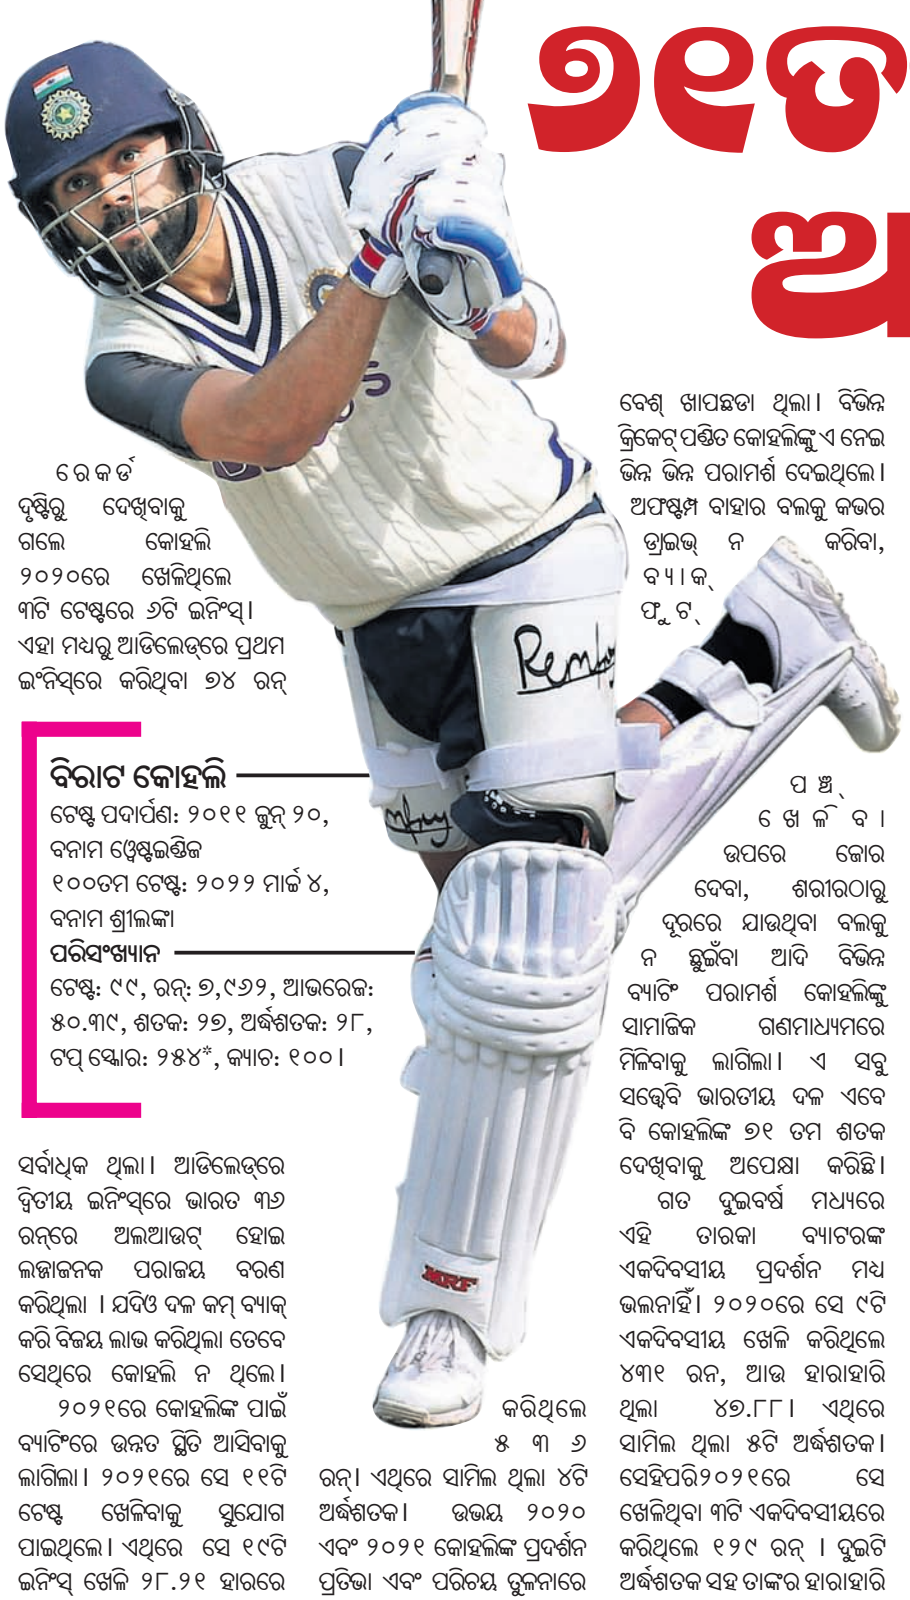 ୭୧ତ
ଅ
ରେକର୍ଡ
ଦୃଷ୍ଟିରୁ ଦେଖିବାକୁ
ଗଲେ କୋହଲି
୨୦୨୦ରେ ଖେଳିଥିଲେ
୩ଟି ଟେଷ୍ଟରେ ୬ଟି ଇନିଂସ୍।
ଏହା ମଧ୍ୟରୁ ଆଡିଲେଡ୍‌ରେ ପ୍ରଥମ
ଇଂନିସ୍‌ରେ କରିଥିବା ୭୪ ରନ୍
ବିରାଟ କୋହଲି
ଟେଷ୍ଟ ପଦାର୍ପଣ: ୨୦୧୧ ଜୁନ୍ ୨୦,
ବନାମ ୱେଷ୍ଟଇଣ୍ଡିଜ
୧୦୦ତମ ଟେଷ୍ଟ: ୨୦୨୨ ମାର୍ଚ୍ଚ ୪,
ବନାମ ଶ୍ରୀଲଙ୍କା
ପରିସଂଖ୍ୟାନ
ଟେଷ୍ଟ: ୯୯, ରନ୍: ୭,୯୬୨, ଆଭରେଜ:
୫୦.୩୯, ଶତକ: ୨୭, ଅର୍ଦ୍ଧଶତକ: ୨୮,
ଟପ୍ ସ୍କୋର: ୨୫୪*, କ୍ୟାଚ: ୧୦୦।
ସର୍ବାଧିକ ଥିଲା। ଆଡିଲେଡ୍‌ରେ
ଦ୍ୱିତୀୟ ଇନିଂସ୍‌ରେ ଭାରତ ୩୬
ରନ୍‌ରେ ଅଲଆଉଟ୍ ହୋଇ
ଲଜ୍ଜାଜନକ ପରାଜୟ ବରଣ
କରିଥିଲା । ଯଦିଓ ଦଳ କମ୍ ବ୍ୟାକ୍
କରି ବିଜୟ ଲାଭ କରିଥିଲା ତେବେ
ସେଥିରେ କୋହଲି ନ ଥିଲେ।
୨୦୨୧ରେ କୋହଲିଙ୍କ ପାଇଁ
ବ୍ୟାଟିଂରେ ଉନ୍ନତ ସ୍ଥିତି ଆସିବାକୁ
ଲାଗିଲା। ୨୦୨୧ରେ ସେ ୧୧ଟି
ଟେଷ୍ଟ ଖେଳିବାକୁ ସୁଯୋଗ
ପାଇଥିଲେ। ଏଥିରେ ସେ ୧୯ଟି
ଇନିଂସ୍ ଖେଳି ୨୮.୨୧ ହାରରେ
କରିଥିଲେ
୫୩୬
ରନ୍। ଏଥିରେ ସାମିଲ ଥିଲା ୪ଟି
ଅର୍ଦ୍ଧଶତକ। ଉଭୟ ୨୦୨୦
ଏବଂ ୨୦୨୧ କୋହଲିଙ୍କ ପ୍ରଦର୍ଶନ
ପ୍ରତିଭା ଏବଂ ପରିଚୟ ତୁଳନାରେ
ବେଶ୍ ଖାପଛଡା ଥିଲା। ବିଭିନ୍ନ
କ୍ରିକେଟ୍ ପଣ୍ଡିତ କୋହଲିଙ୍କୁ ଏ ନେଇ
ଭିନ୍ନ ଭିନ୍ନ ପରାମର୍ଶ ଦେଇଥିଲେ।
ଅଫଷ୍ଟମ୍ପ ବାହାର ବଲକୁ କଭର
ଡ୍ରାଇଭ୍ ନ କରିବା,
ବ୍ୟାକ୍
ଫୁଟ୍
ପଞ୍ଚ୍
ଖେଳିବା
ଉପରେ ଜୋର
ଦେବା, ଶରୀରଠାରୁ
ଦୂରରେ ଯାଉଥିବା ବଲକୁ
ନ ଛୁଇଁବା ଆଦି ବିଭିନ୍ନ
ବ୍ୟାଟିଂ ପରାମର୍ଶ କୋହଲିଙ୍କୁ
ସାମାଜିକ ଗଣମାଧ୍ୟମରେ
ମିଳିବାକୁ ଲାଗିଲା। ଏ ସବୁ
ସତ୍ତ୍ୱେବି ଭାରତୀୟ ଦଳ ଏବେ
ବି କୋହଲିଙ୍କ ୭୧ ତମ ଶତକ
ଦେଖିବାକୁ ଅପେକ୍ଷା କରିଛି।
ଗତ ଦୁଇବର୍ଷ ମଧ୍ୟରେ
ଏହି ତାରକା ବ୍ୟାଟରଙ୍କ
ଏକଦିବସୀୟ ପ୍ରଦର୍ଶନ ମଧ୍ୟ
ଭଲନାହିଁ। ୨୦୨୦ରେ ସେ ୯ଟି
ଏକଦିବସୀୟ ଖେଳି କରିଥିଲେ
୪୩୧ ରନ, ଆଉ ହାରାହାରି
ଥିଲା ୪୭.୮୮। ଏଥିରେ
ସାମିଲ ଥିଲା ୫ଟି ଅର୍ଦ୍ଧଶତକ।
ସେହିପରି୨୦୨୧ରେ ସେ
ଖେଳିଥିବା ୩ଟି ଏକଦିବସୀୟରେ
କରିଥିଲେ ୧୨୯ ରନ୍ । ଦୁଇଟି
ଅର୍ଦ୍ଧଶତକ ସହ ତାଙ୍କର ହାରାହାରି
MRF